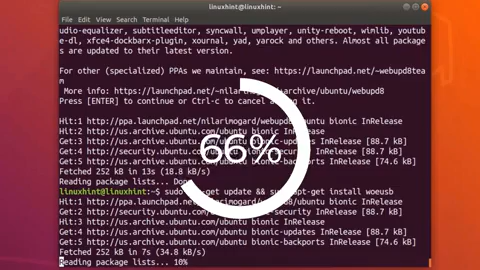 linuxhint@linuxhint: ~
File Edit View Search Terminal Help
udio-equalizer, subtitleeditor, syncwall, umplayer, unity-reboot, wimlib, youtub
e-dl, xfce4-dockbarx-plugin, xournal, yad, yarock and others. Almost all package
s are updated to their latest version.
For other (specialized) PPAs we maintain, see: https://launchpad.net/~webupd8tea
m
More info: https://launchpad.net/~nilarimogard/+archive/ubuntu/webupd8
Press [ENTER] to continue or Ctrl-c to cancel adding it.
Hit:1 http://ppa.launchpad.net/nilarimogard/webupd8/ubuntu bionic InRelease
Hit:2 http://us.archive.ubuntu.com/ubuntu bionic InRelease
Get:3 http://security.ubuntu.com/ubuntu bionic-security InRelease [88.7 kB]
Get:4 http://us.archive.ubuntu.com/ubuntu bionic-updates InRelease [88.7 kB]
Get:5 http://us.archive.ubuntu.com/ubuntu bionic-backports InRelease [74.6 kB]
Fetched 252 kB in 13s (18.8 kB/s)
Reading package lists... Done
linuxhint@linuxhint:~$ sudo apt-get update && sudo apt-get install woeusb
Hit:1 http://ppa.launchpad.net/nilarimogard/webupd8/ubuntu bionic InRelease
Get:2 http://security.ubuntu.com/ubuntu bionic-security InRelease [88.7 kB]
Hit:3 http://us.archive.ubuntu.com/ubuntu bionic InRelease
Get:4 http://us.archive.ubuntu.com/ubuntu bionic-updates InRelease [88.7 kB]
Get:5 http://us.archive.ubuntu.com/ubuntu bionic-backports InRelease [74.6 kB]
Fetched 252 kB in 7s (34.8 kB/s)
Reading package lists... 10%
66%